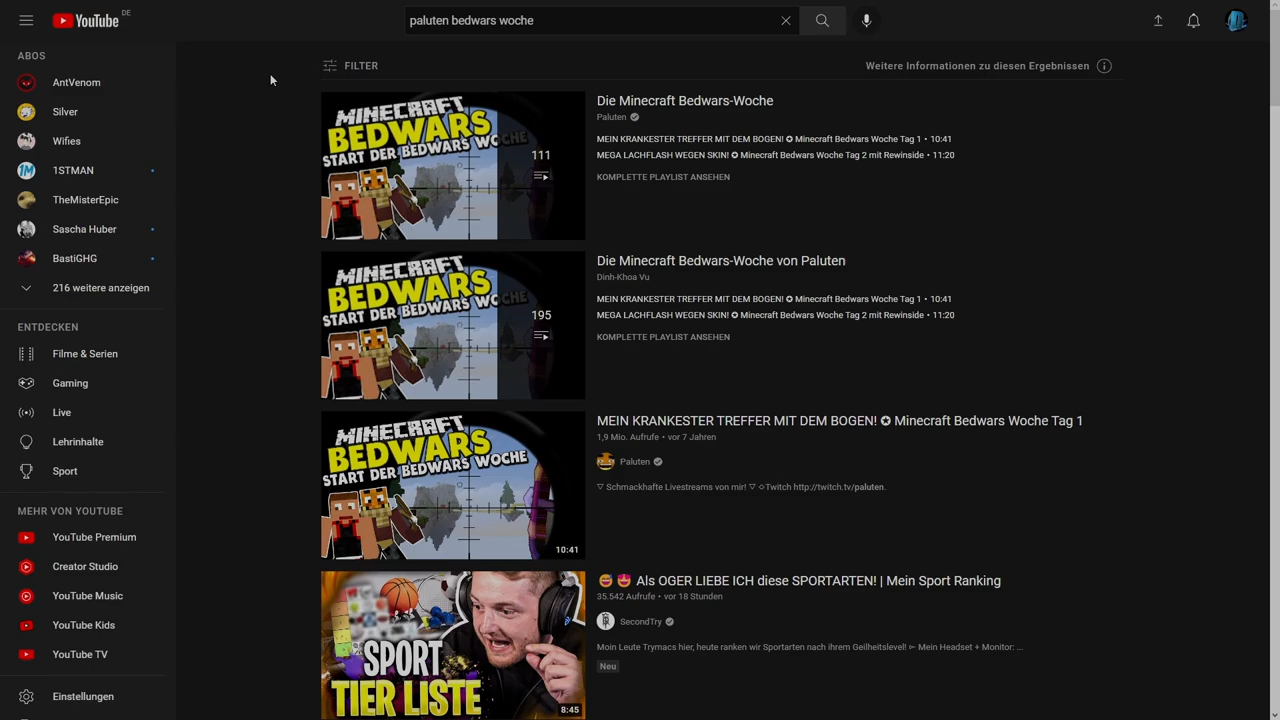 YouTube DE
paluten bedwars woche
ABOS
AntVenom
Silver
Wifies
1STMAN
TheMisterEpic
Sascha Huber
BastiGHG
216 weitere anzeigen
ENTDECKEN
Filme & Serien
Gaming
Live
Lehrinhalte
Sport
MEHR VON YOUTUBE
YouTube Premium
Creator Studio
YouTube Music
YouTube Kids
YouTube TV
Einstellungen
FILTER
Weitere Informationen zu diesen Ergebnissen
MINECRAFT
BEDWARS
START DER BEDWARS WOCHE
111
Die Minecraft Bedwars-Woche
Paluten
MEIN KRANKESTER TREFFER MIT DEM BOGEN! ✪ Minecraft Bedwars Woche Tag 1 • 10:41
MEGA LACHFLASH WEGEN SKIN! ✪ Minecraft Bedwars Woche Tag 2 mit Rewinside • 11:20
KOMPLETTE PLAYLIST ANSEHEN
MINECRAFT
BEDWARS
START DER BEDWARS WOCHE
195
Die Minecraft Bedwars-Woche von Paluten
Dinh-Khoa Vu
MEIN KRANKESTER TREFFER MIT DEM BOGEN! ✪ Minecraft Bedwars Woche Tag 1 • 10:41
MEGA LACHFLASH WEGEN SKIN! ✪ Minecraft Bedwars Woche Tag 2 mit Rewinside • 11:20
KOMPLETTE PLAYLIST ANSEHEN
MINECRAFT
BEDWARS
START DER BEDWARS WOCHE
10:41
MEIN KRANKESTER TREFFER MIT DEM BOGEN! ✪ Minecraft Bedwars Woche Tag 1
1,9 Mio. Aufrufe • vor 7 Jahren
Paluten
▽ Schmackhafte Livestreams von mir! ▽ ◇Twitch http://twitch.tv/paluten.
SPORT
TIER LISTE
8:45
😅 🤩 Als OGER LIEBE ICH diese SPORTARTEN! | Mein Sport Ranking
35.542 Aufrufe • vor 18 Stunden
SecondTry
Moin Leute Trymacs hier, heute ranken wir Sportarten nach ihrem Geilheitslevel! ⊳ Mein Headset + Monitor: ...
Neu